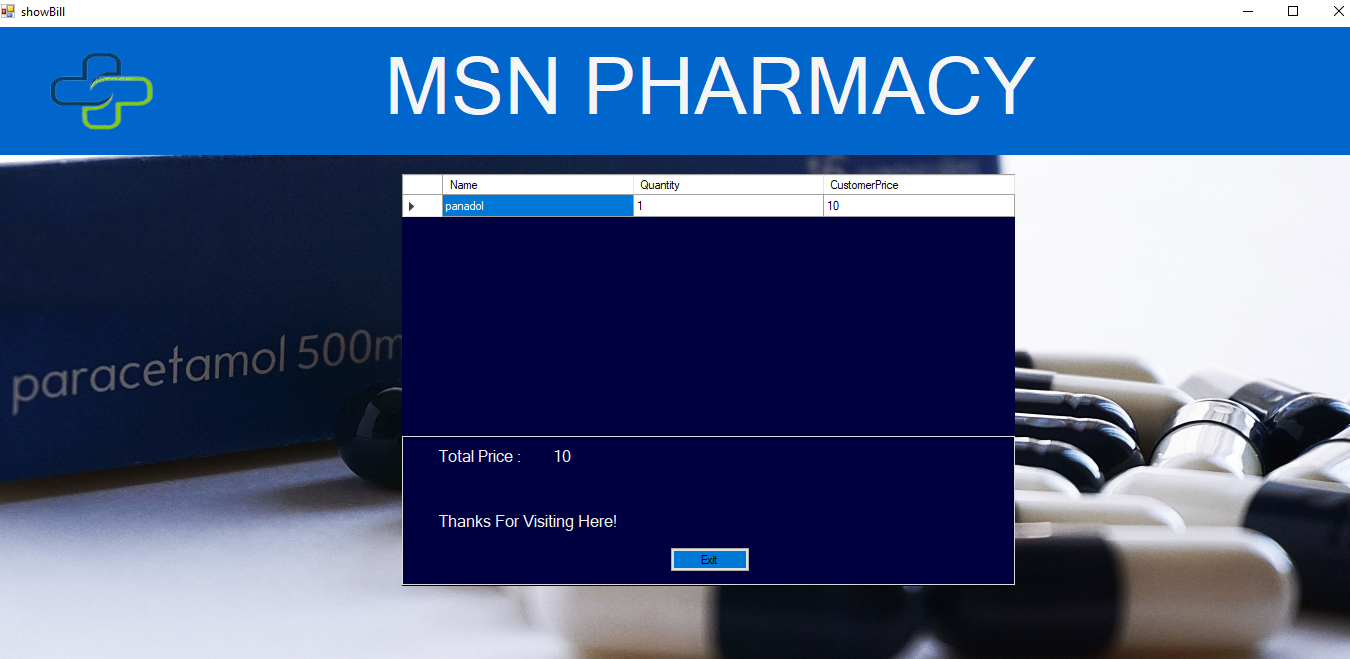 showBill
MSN PHARMACY
Name Quantity CustomerPrice
panadol 1 10
paracetamol 500m
Total Price : 10
Thanks For Visiting Here!
Exit